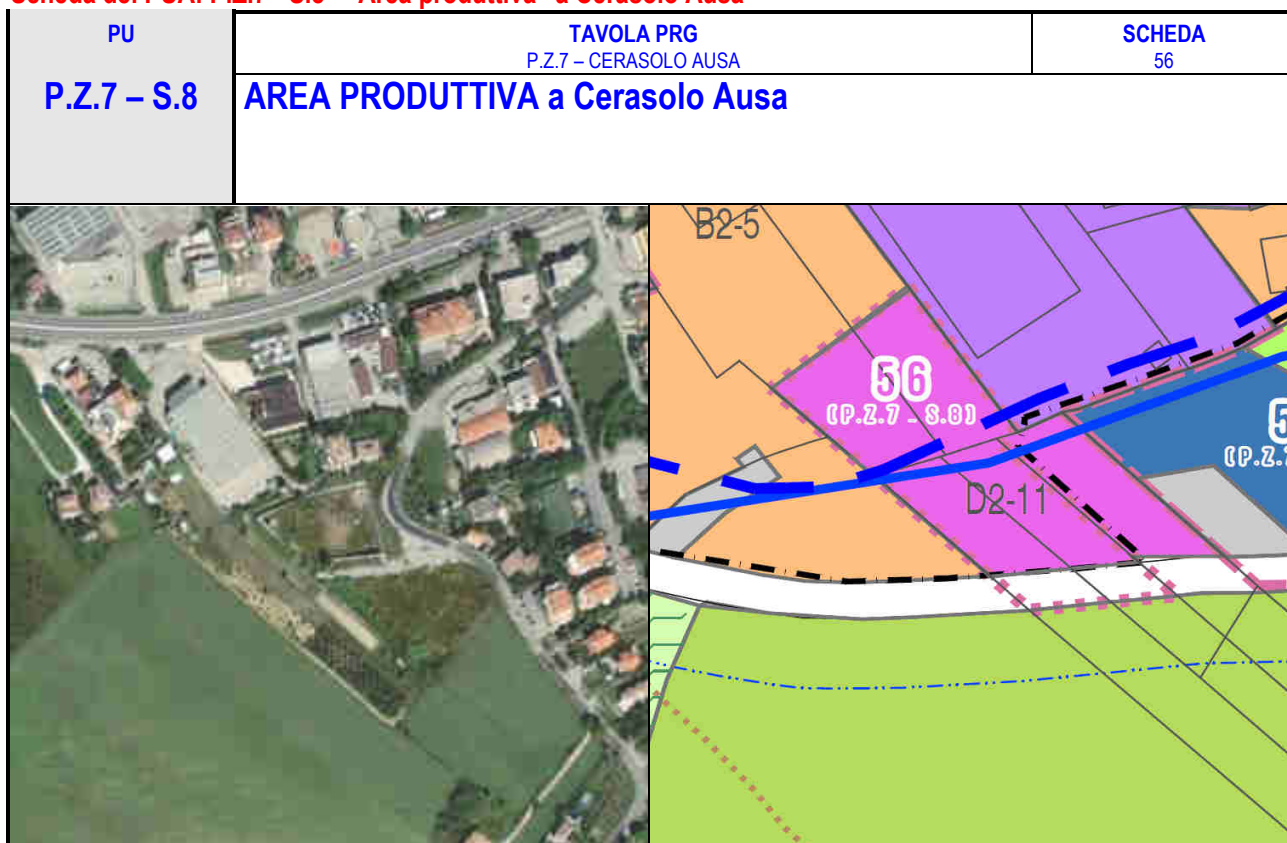 PU
TAVOLA PRG
P.Z.7 – CERASOLO AUSA
SCHEDA
56
P.Z.7 – S.8
AREA PRODUTTIVA a Cerasolo Ausa
B2-5
56
(P.Z.7 - S.8)
D2-11